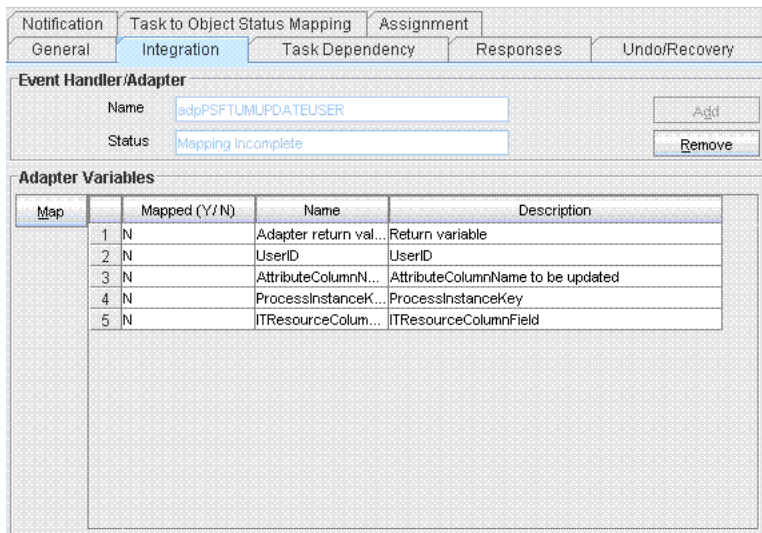 Notification Task to Object Status Mapping Assignment
General Integration Task Dependency Responses Undo/Recovery
Event Handler/Adapter
Name adpPSFTUMUPDATEUSER Add
Status Mapping Incomplete Remove
Adapter Variables
Map Mapped (Y/N) Name Description
1 N Adapter return val... Return variable
2 N UserID UserID
3 N AttributeColumnN... AttributeColumnName to be updated
4 N ProcessInstanceK... ProcessInstanceKey
5 N ITResourceColum... ITResourceColumnField